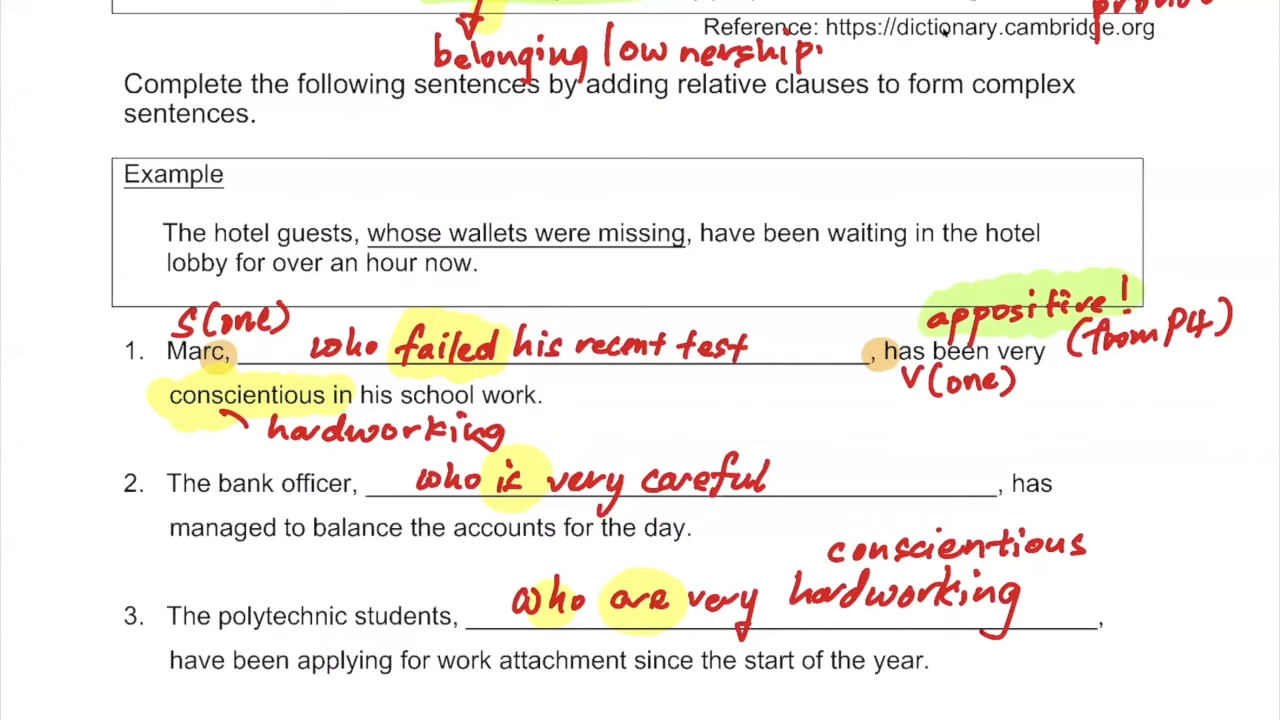 Reference: https://dictionary.cambridge.org
belonging / ownership.
Complete the following sentences by adding relative clauses to form complex
sentences.
Example
The hotel guests, whose wallets were missing, have been waiting in the hotel
lobby for over an hour now.
appositive!
(from P4)
S (one)
1. Marc, who failed his recent test, has been very
V (one)
conscientious in his school work.
hardworking
2. The bank officer, who is very careful, has
managed to balance the accounts for the day.
conscientious
3. The polytechnic students, who are very hardworking,
have been applying for work attachment since the start of the year.